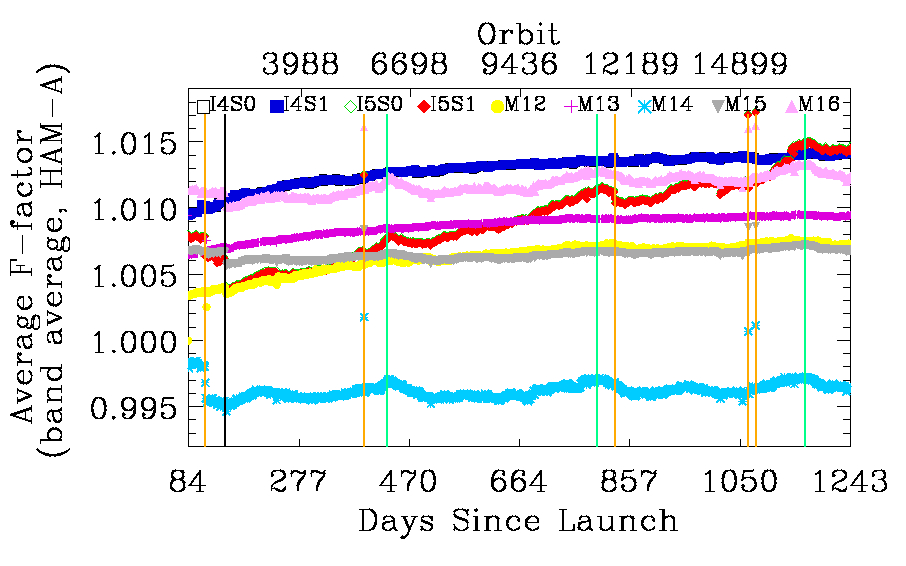 Orbit
3988 6698 9436 12189 14899
I4S0 I4S1 I5S0 I5S1 M12 M13 M14 M15 M16
Average F-factor
(band average, HAM-A)
1.015
1.010
1.005
1.000
0.995
84 277 470 664 857 1050 1243
Days Since Launch